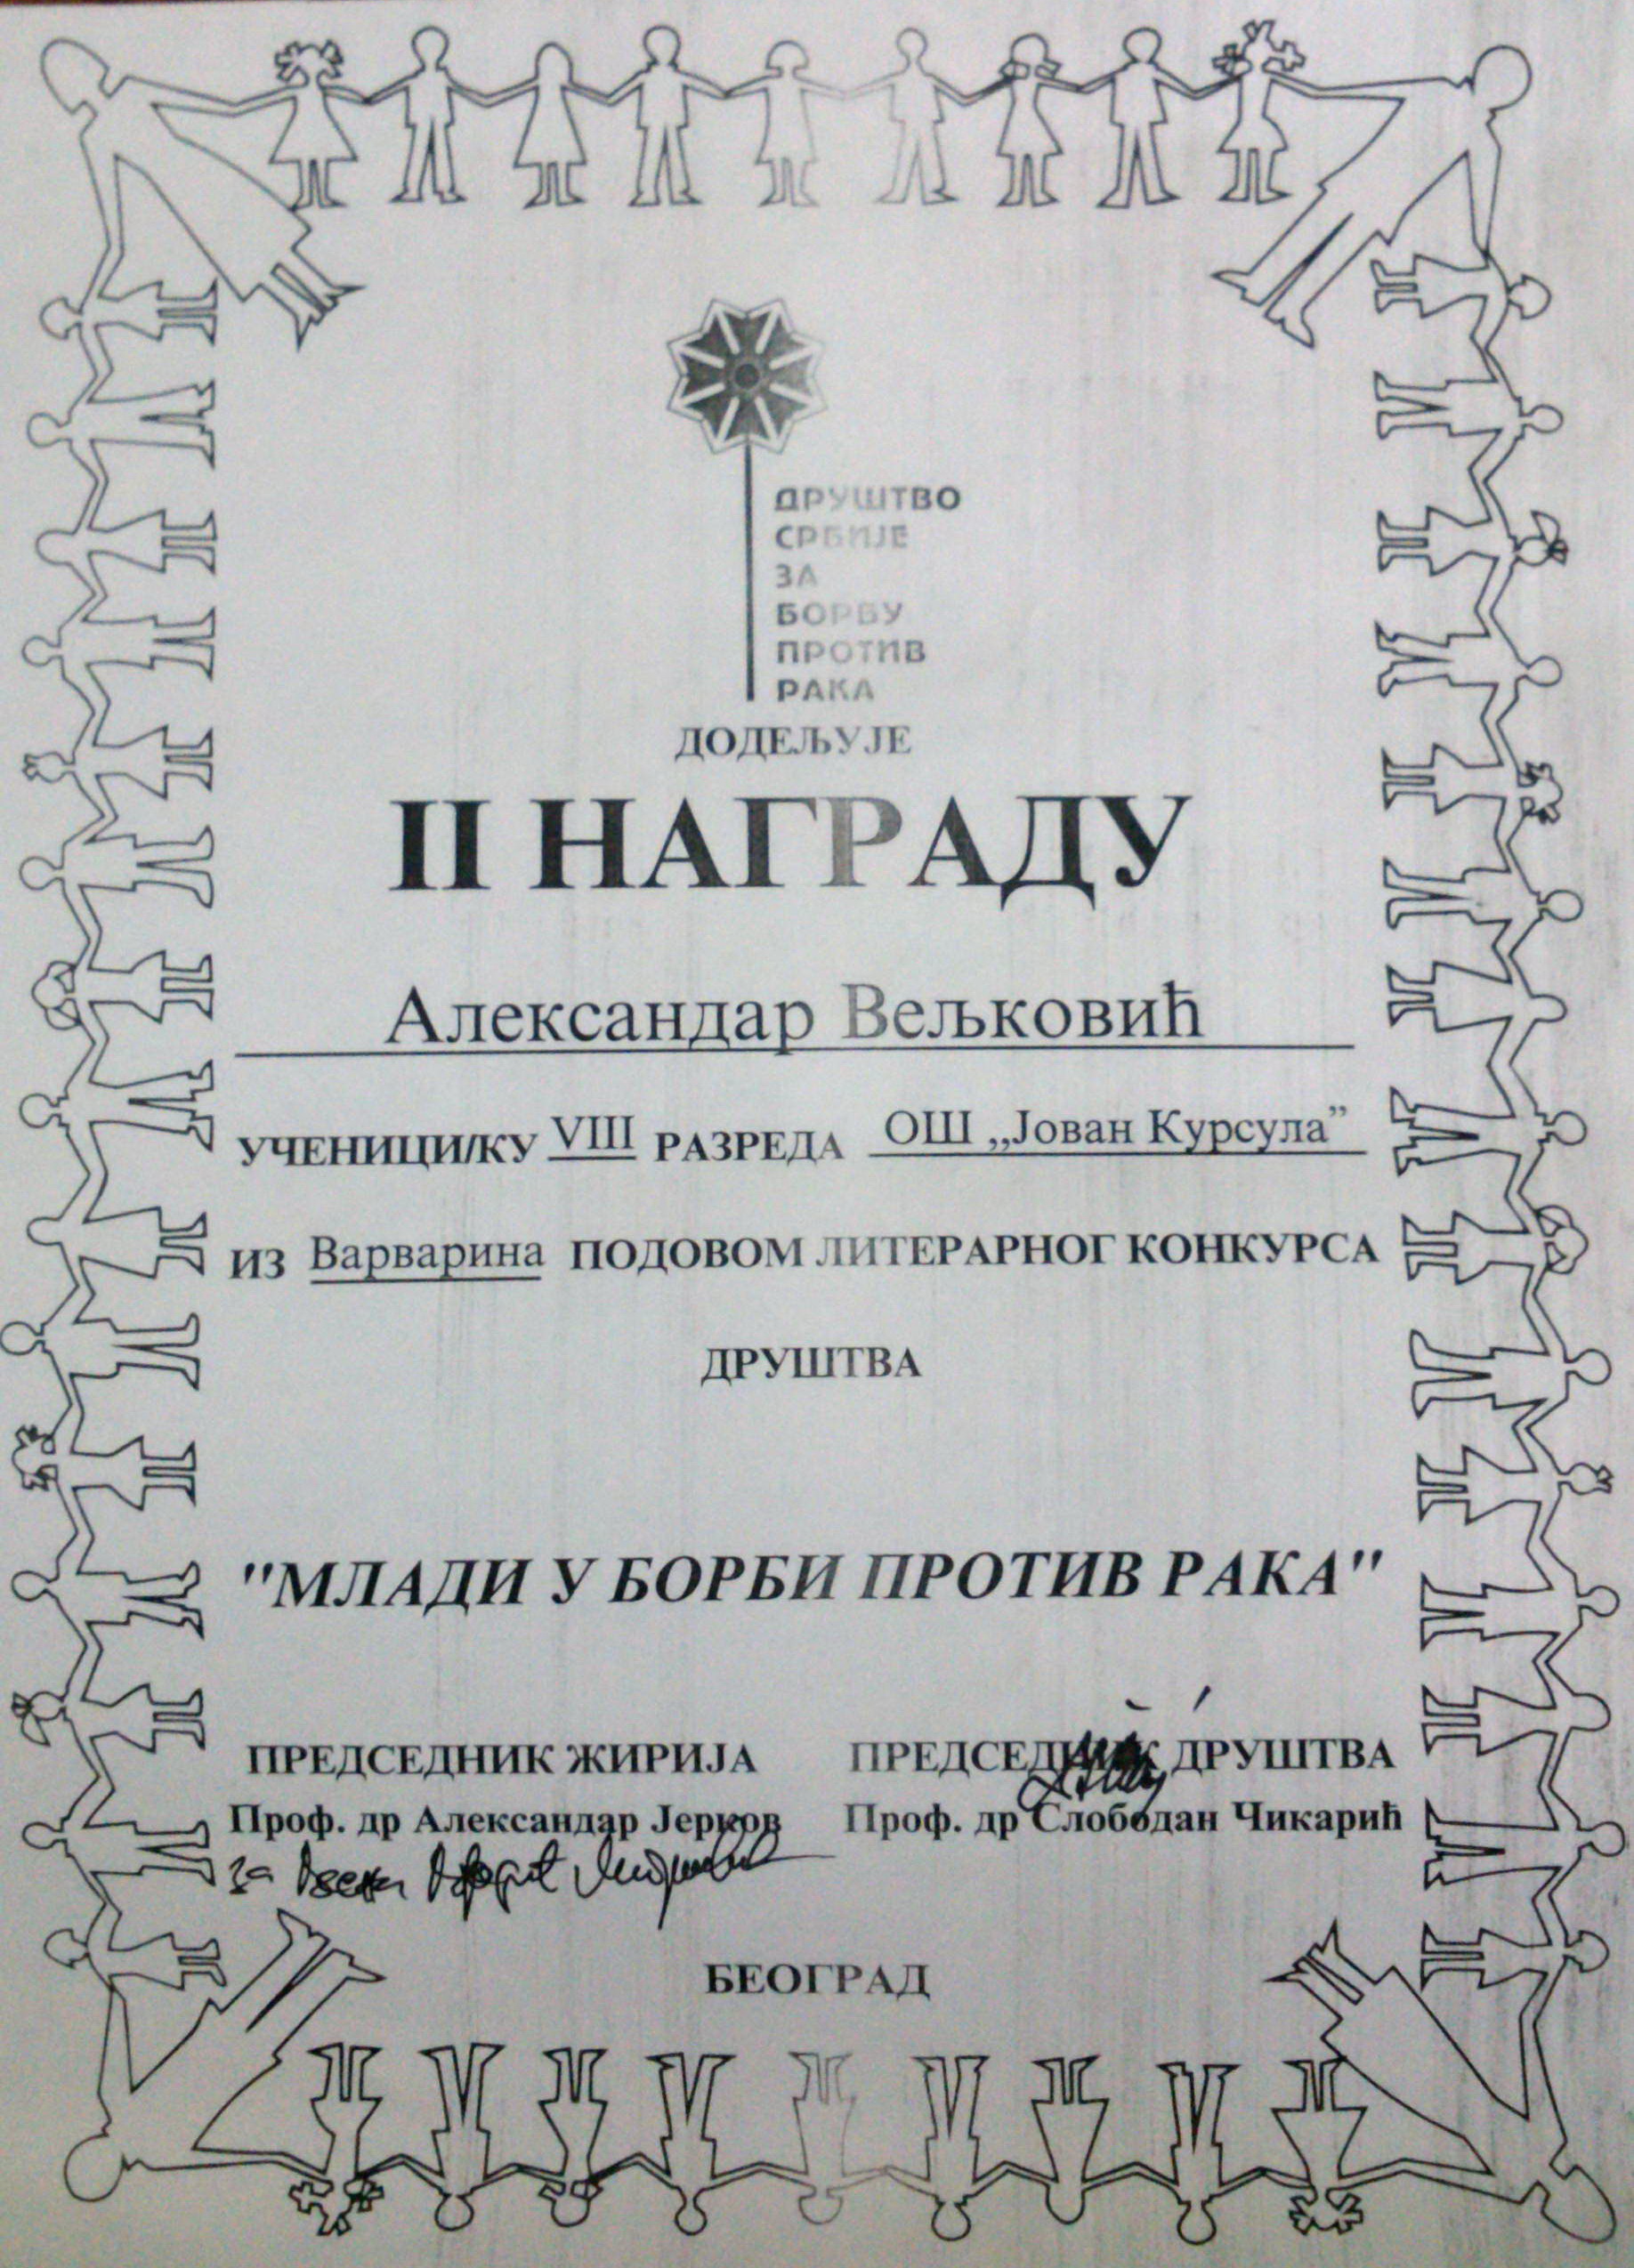 ДРУШТВО
СРБИЈЕ
ЗА
БОРБУ
ПРОТИВ
РАКА
ДОДЕЉУЈЕ
II НАГРАДУ
Александар Вељковић
УЧЕНИЦИ/КУ VIII РАЗРЕДА ОШ „Јован Курсула”
ИЗ Варварина ПОДОВОМ ЛИТЕРАРНОГ КОНКУРСА
ДРУШТВА
"МЛАДИ У БОРБИ ПРОТИВ РАКА"
ПРЕДСЕДНИК ЖИРИЈА ПРЕДСЕДНИК ДРУШТВА
Проф. др Александар Јерков Проф. др Слободан Чикарић
за
БЕОГРАД